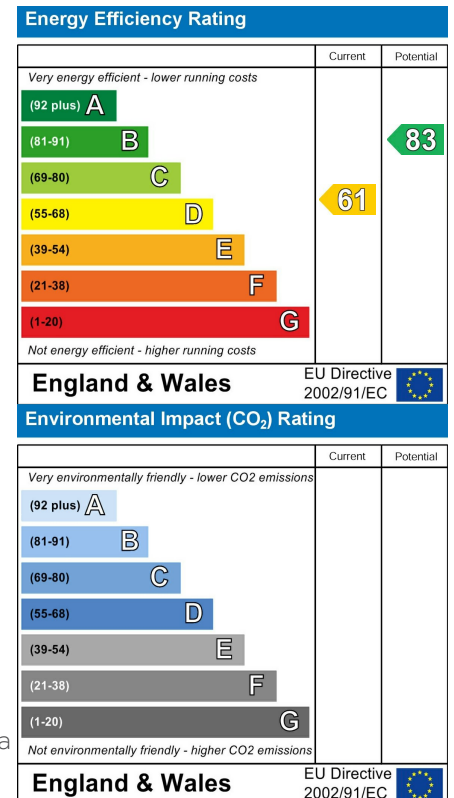 Energy Efficiency Rating
Current Potential
Very energy efficient - lower running costs
(92 plus) A
(81-91) B
83
(69-80) C
61
(55-68) D
(39-54) E
(21-38) F
(1-20) G
Not energy efficient - higher running costs
England & Wales
EU Directive
2002/91/EC
Environmental Impact (CO₂) Rating
Current Potential
Very environmentally friendly - lower CO2 emissions
(92 plus) A
(81-91) B
(69-80) C
(55-68) D
(39-54) E
(21-38) F
(1-20) G
a
Not environmentally friendly - higher CO2 emissions
England & Wales
EU Directive
2002/91/EC